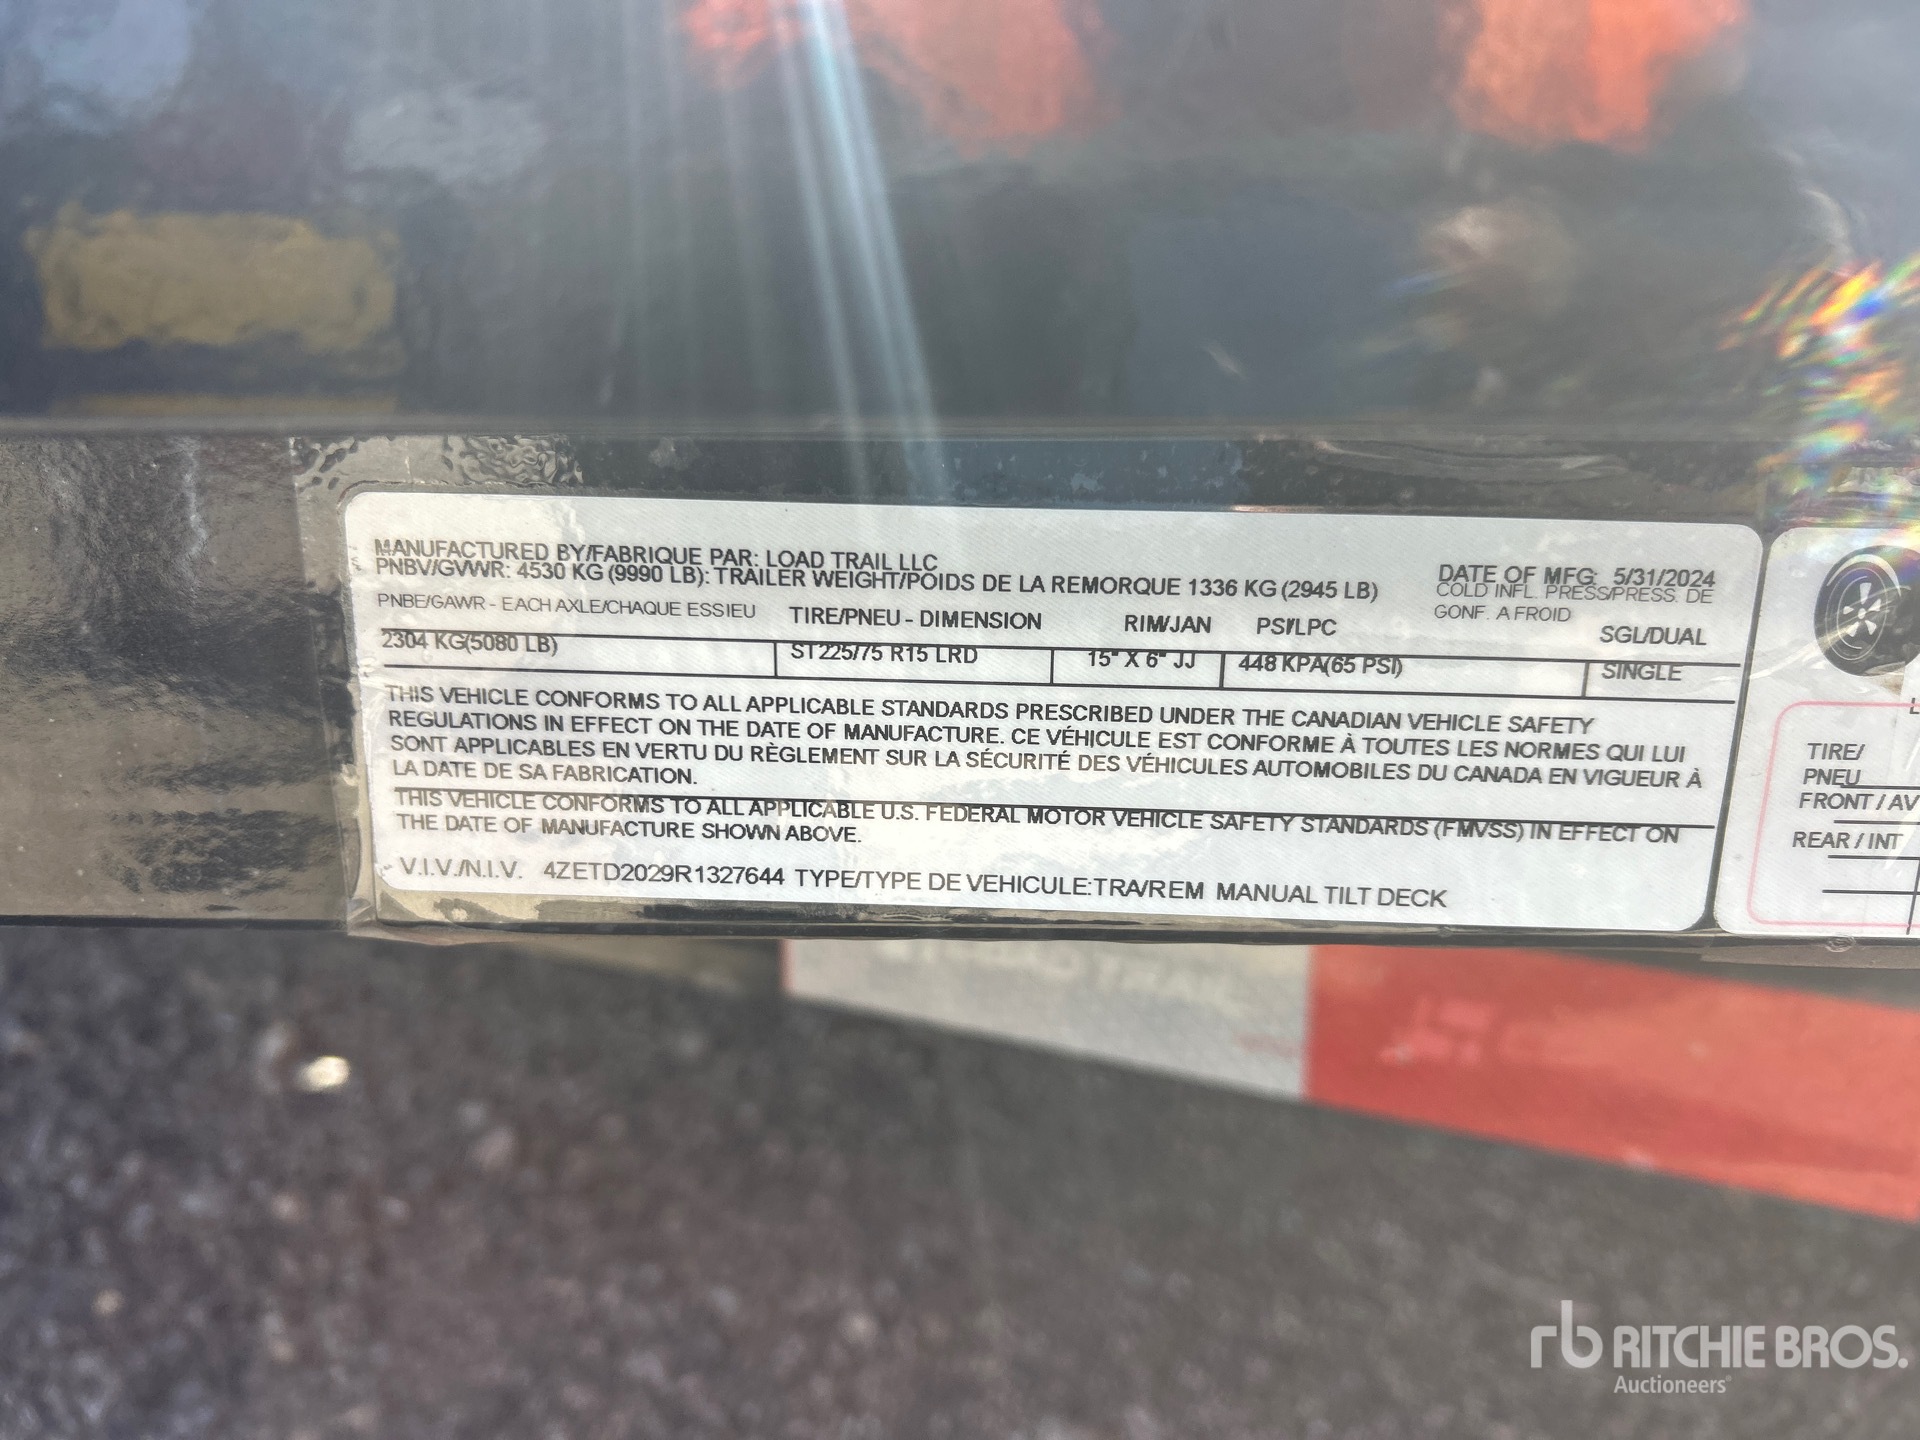 MANUFACTURED BY/FABRIQUE PAR: LOAD TRAIL LLC
PNBV/GVWR: 4530 KG (9990 LB): TRAILER WEIGHT/POIDS DE LA REMORQUE 1336 KG (2945 LB)
DATE OF MFG: 5/31/2024
COLD INFL. PRESS/PRESS. DE
GONF. A FROID
PNBE/GAWR - EACH AXLE/CHAQUE ESSIEU TIRE/PNEU - DIMENSION RIM/JAN PSI/LPC SGL/DUAL
2304 KG(5080 LB) ST225/75 R15 LRD 15" X 6" JJ 448 KPA(65 PSI) SINGLE
THIS VEHICLE CONFORMS TO ALL APPLICABLE STANDARDS PRESCRIBED UNDER THE CANADIAN VEHICLE SAFETY
REGULATIONS IN EFFECT ON THE DATE OF MANUFACTURE. CE VÉHICULE EST CONFORME À TOUTES LES NORMES QUI LUI
SONT APPLICABLES EN VERTU DU RÈGLEMENT SUR LA SÉCURITÉ DES VÉHICULES AUTOMOBILES DU CANADA EN VIGUEUR À
LA DATE DE SA FABRICATION.
THIS VEHICLE CONFORMS TO ALL APPLICABLE U.S. FEDERAL MOTOR VEHICLE SAFETY STANDARDS (FMVSS) IN EFFECT ON
THE DATE OF MANUFACTURE SHOWN ABOVE.
V.I.V./N.I.V. 4ZETD2029R1327644 TYPE/TYPE DE VEHICULE:TRA/REM MANUAL TILT DECK
TIRE/
PNEU
FRONT / AV
REAR / INT
TRAIL
rb RITCHIE BROS.
Auctioneers